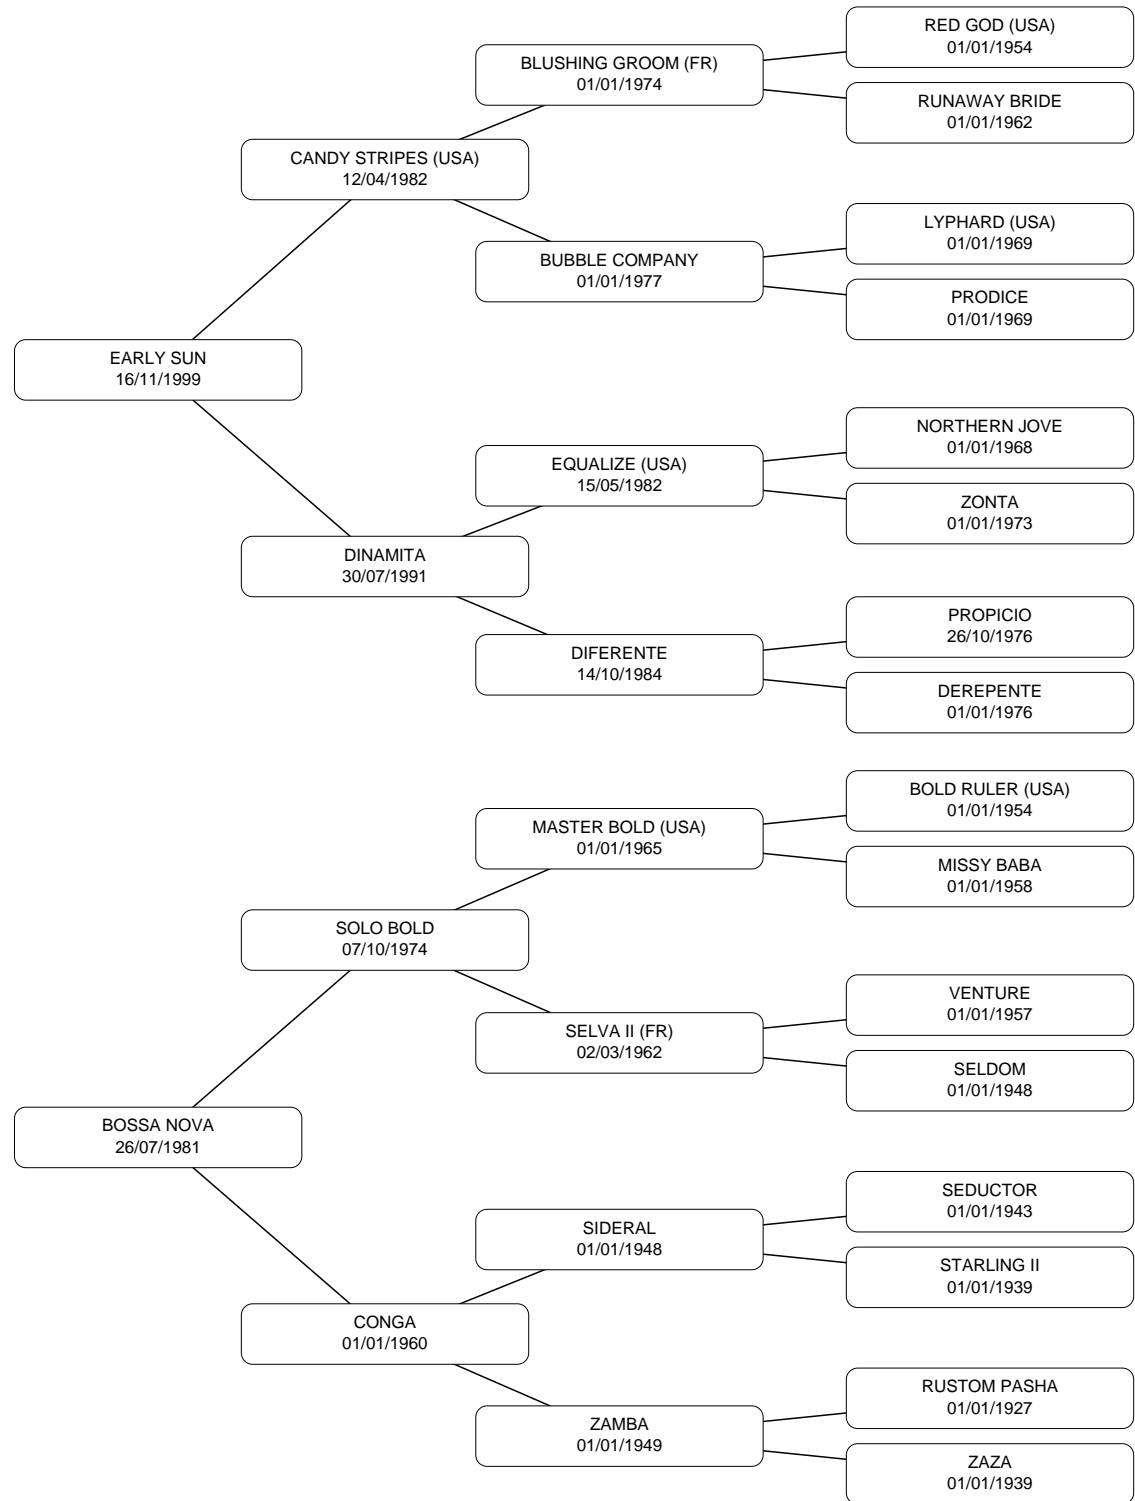 RED GOD (USA)
01/01/1954
BLUSHING GROOM (FR)
01/01/1974
RUNAWAY BRIDE
01/01/1962
CANDY STRIPES (USA)
12/04/1982
LYPHARD (USA)
01/01/1969
BUBBLE COMPANY
01/01/1977
PRODICE
01/01/1969
EARLY SUN
16/11/1999
NORTHERN JOVE
01/01/1968
EQUALIZE (USA)
15/05/1982
ZONTA
01/01/1973
DINAMITA
30/07/1991
PROPICIO
26/10/1976
DIFERENTE
14/10/1984
DEREPENTE
01/01/1976
BOLD RULER (USA)
01/01/1954
MASTER BOLD (USA)
01/01/1965
MISSY BABA
01/01/1958
SOLO BOLD
07/10/1974
VENTURE
01/01/1957
SELVA II (FR)
02/03/1962
SELDOM
01/01/1948
BOSSA NOVA
26/07/1981
SEDUCTOR
01/01/1943
SIDERAL
01/01/1948
STARLING II
01/01/1939
CONGA
01/01/1960
RUSTOM PASHA
01/01/1927
ZAMBA
01/01/1949
ZAZA
01/01/1939